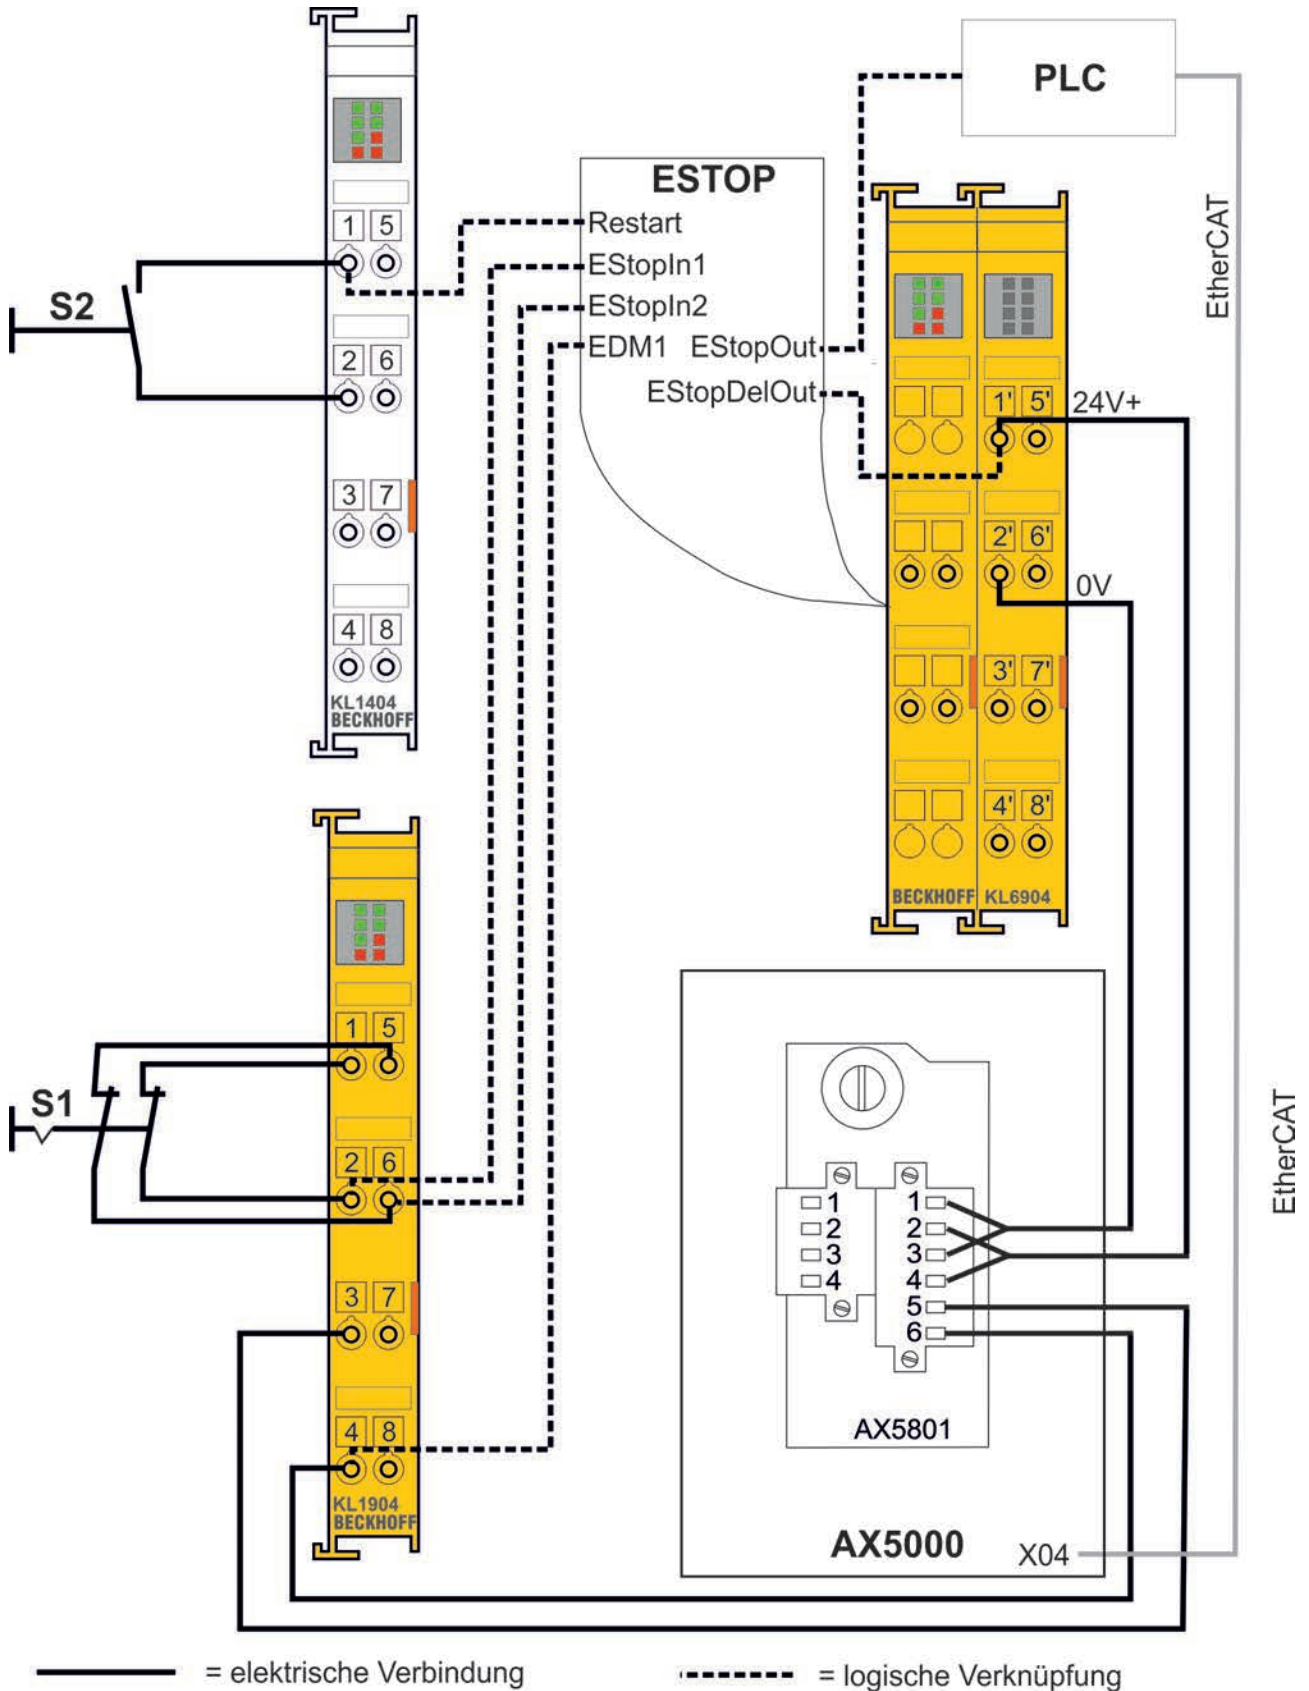 PLC
ESTOP
Restart
EStopIn1
EStopIn2
EDM1 EStopOut
EStopDelOut
EtherCAT
S2
1 5
2 6
3 7
4 8
KL1404
BECKHOFF
1' 5'
24V+
2' 6'
0V
3' 7'
4' 8'
BECKHOFF KL6904
S1
1 5
2 6
3 7
4 8
KL1904
BECKHOFF
EtherCAT
1
2
3
4
1
2
3
4
5
6
AX5801
AX5000
X04
= elektrische Verbindung
= logische Verknüpfung